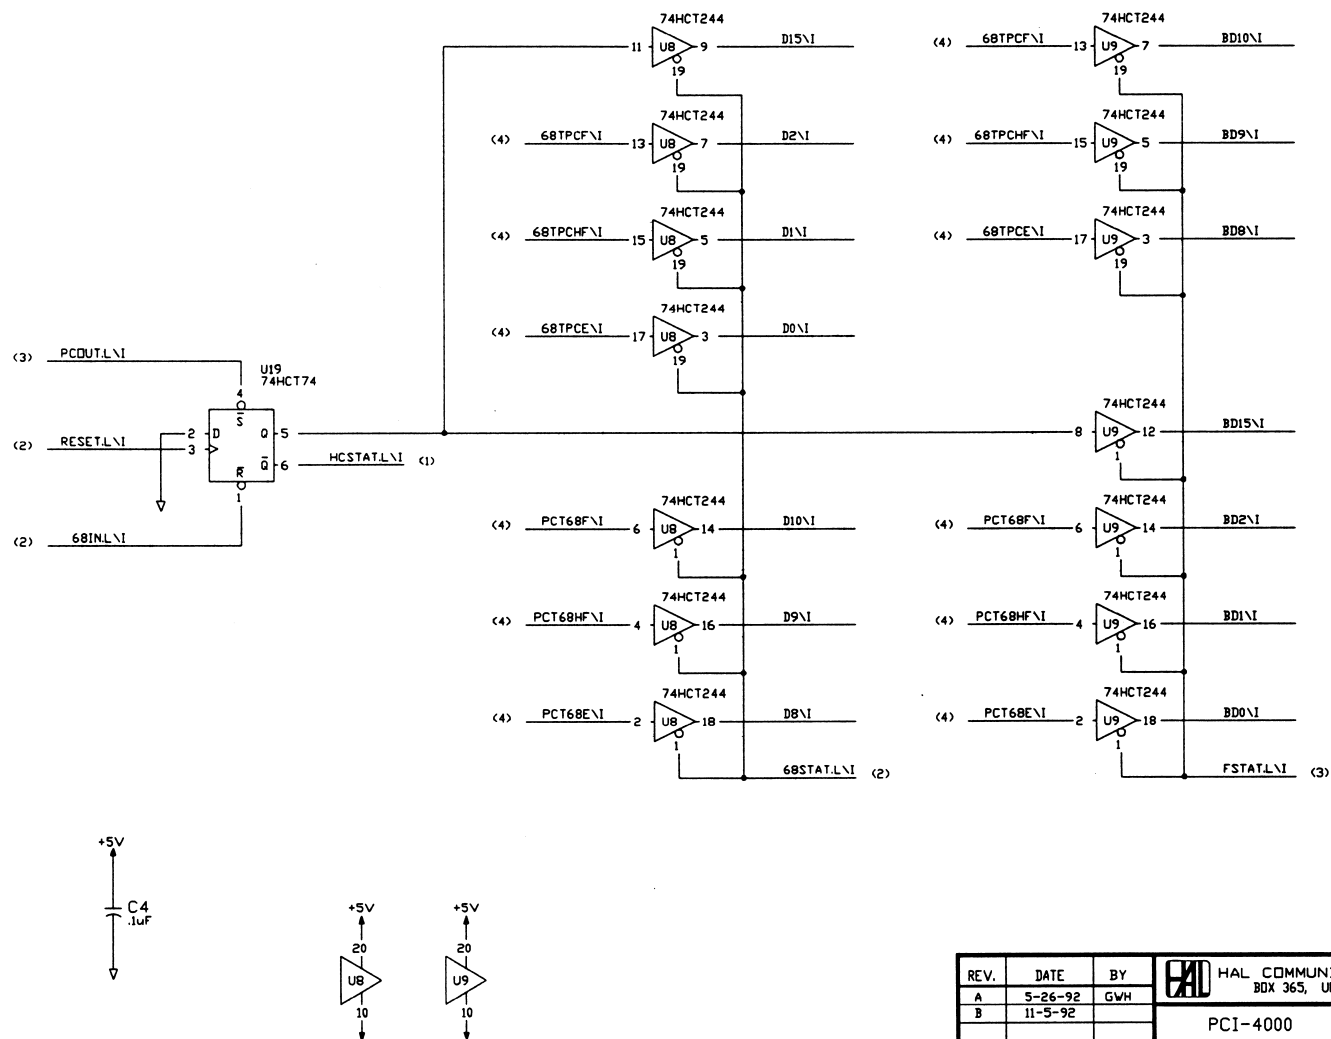 74HCT244
11 U8 9 D15\I
19
74HCT244
(4) 68TPCF\I 13 U9 7 BD10\I
19
74HCT244
(4) 68TPCF\I 13 U8 7 D2\I
19
74HCT244
(4) 68TPCHF\I 15 U9 5 BD9\I
19
74HCT244
(4) 68TPCHF\I 15 U8 5 D1\I
19
74HCT244
(4) 68TPCE\I 17 U9 3 BD8\I
19
74HCT244
(4) 68TPCE\I 17 U8 3 D0\I
19
(3) PCOUT.L\I
U19
74HCT74
4
S
2 D Q 5
(2) RESET.L\I 3
Q 6 HCSTAT.L\I (1)
R
1
(2) 68IN.L\I
74HCT244
8 U9 12 BD15\I
1
74HCT244
(4) PCT68F\I 6 U8 14 D10\I
1
74HCT244
(4) PCT68F\I 6 U9 14 BD2\I
1
74HCT244
(4) PCT68HF\I 4 U8 16 D9\I
1
74HCT244
(4) PCT68HF\I 4 U9 16 BD1\I
1
74HCT244
(4) PCT68E\I 2 U8 18 D8\I
1
68STAT.L\I (2)
74HCT244
(4) PCT68E\I 2 U9 18 BD0\I
1
FSTAT.L\I (3)
+5V
C4
.1uF
+5V
20
U8
10
+5V
20
U9
10
REV. DATE BY
A 5-26-92 GWH
B 11-5-92
HAL HAL COMMUNI
BOX 365, U
PCI-4000